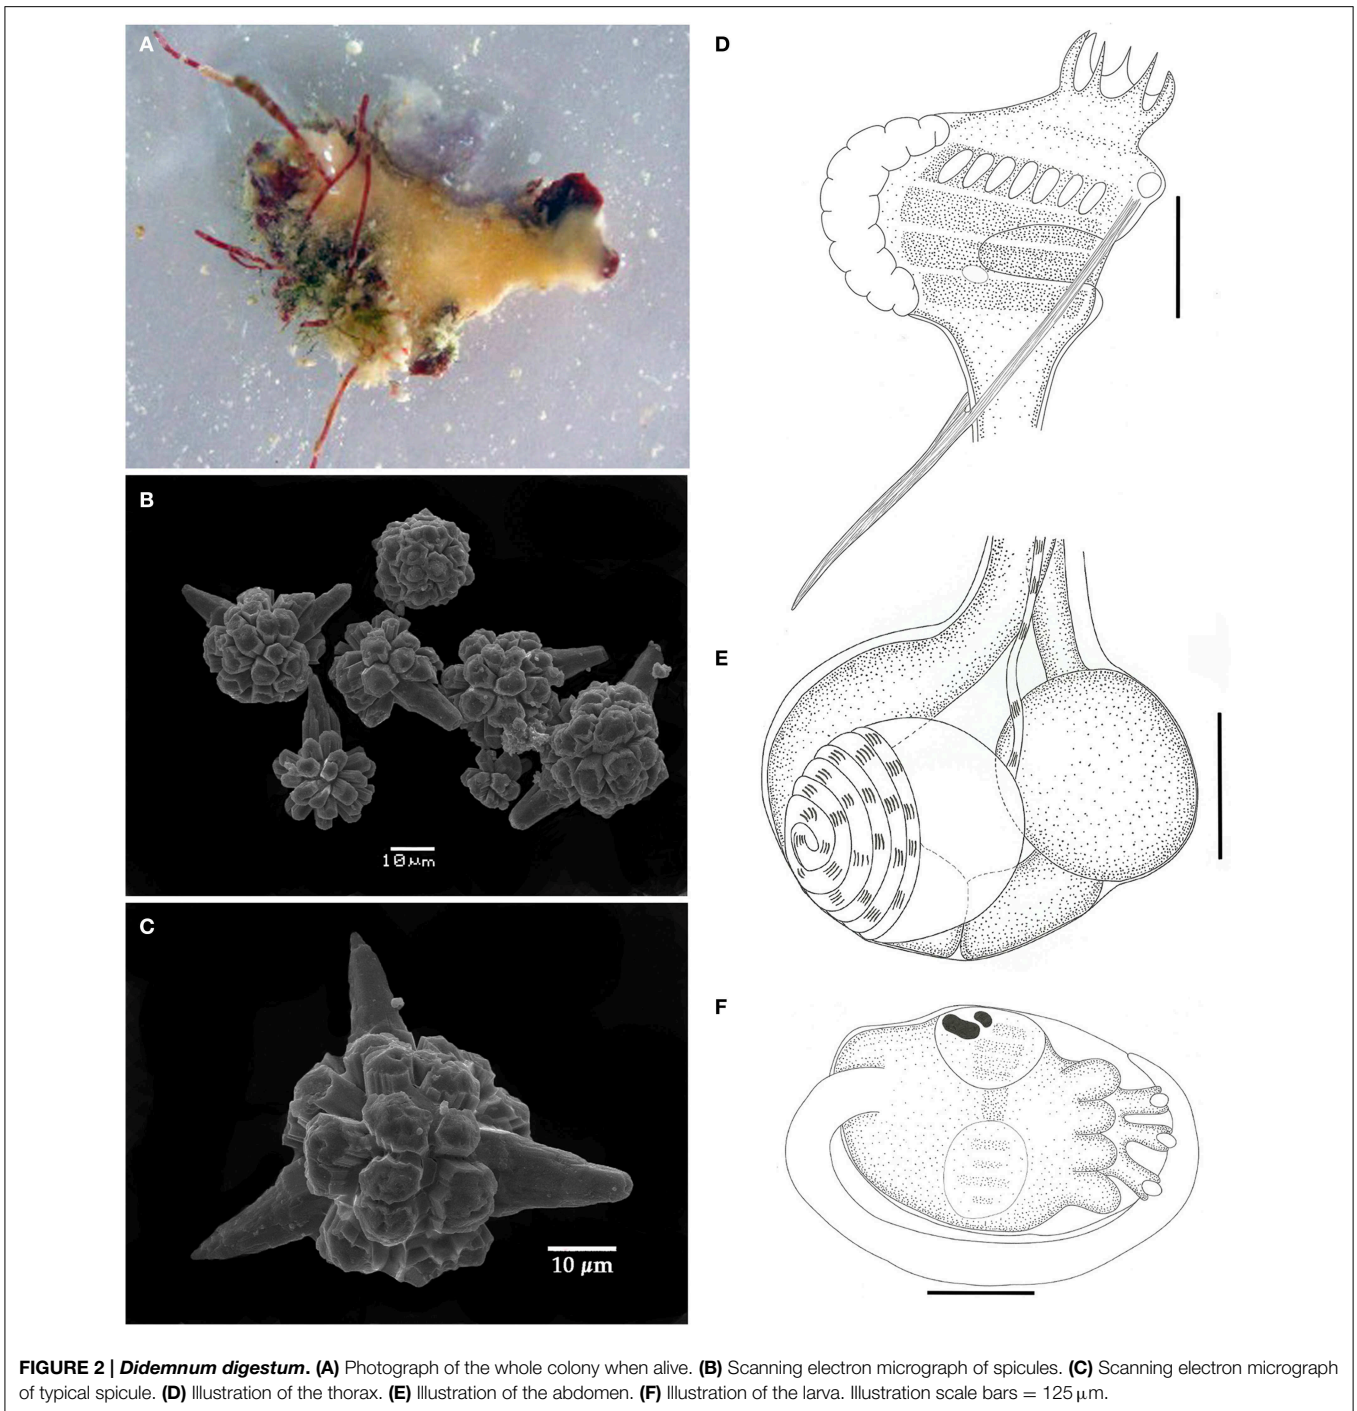 A
D
B
10 μm
E
C
10 μm
F
FIGURE 2 | Didemnum digestum. (A) Photograph of the whole colony when alive. (B) Scanning electron micrograph of spicules. (C) Scanning electron micrograph
of typical spicule. (D) Illustration of the thorax. (E) Illustration of the abdomen. (F) Illustration of the larva. Illustration scale bars = 125 μm.